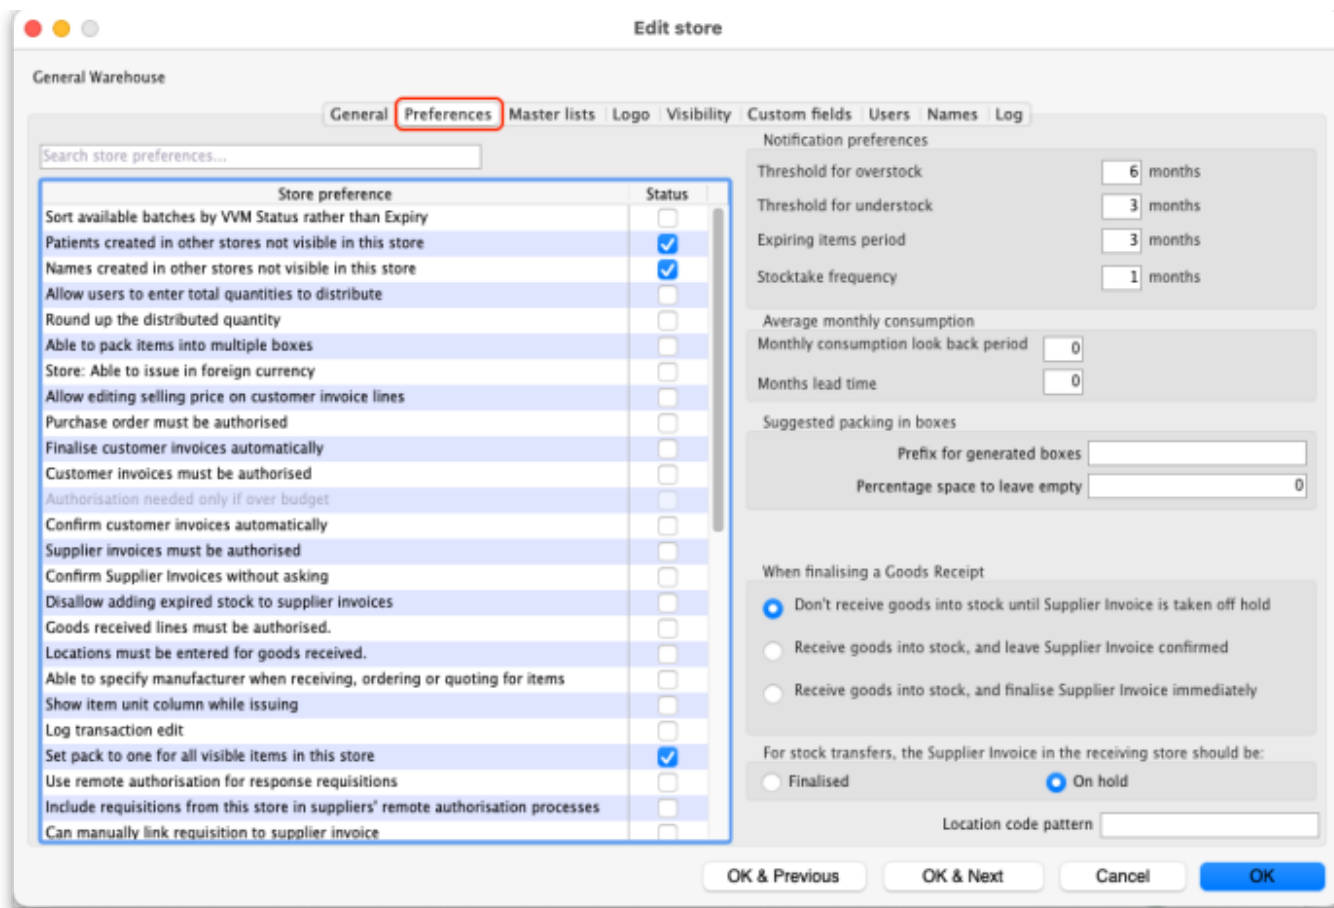 Edit store
General Warehouse
General Preferences Master lists Logo Visibility Custom fields Users Names Log
Search store preferences...
Store preference Status
Sort available batches by VVM Status rather than Expiry
Patients created in other stores not visible in this store
Names created in other stores not visible in this store
Allow users to enter total quantities to distribute
Round up the distributed quantity
Able to pack items into multiple boxes
Store: Able to issue in foreign currency
Allow editing selling price on customer invoice lines
Purchase order must be authorised
Finalise customer invoices automatically
Customer invoices must be authorised
Authorisation needed only if over budget
Confirm customer invoices automatically
Supplier invoices must be authorised
Confirm Supplier Invoices without asking
Disallow adding expired stock to supplier invoices
Goods received lines must be authorised.
Locations must be entered for goods received.
Able to specify manufacturer when receiving, ordering or quoting for items
Show item unit column while issuing
Log transaction edit
Set pack to one for all visible items in this store
Use remote authorisation for response requisitions
Include requisitions from this store in suppliers' remote authorisation processes
Can manually link requisition to supplier invoice
Notification preferences
Threshold for overstock 6 months
Threshold for understock 3 months
Expiring items period 3 months
Stocktake frequency 1 months
Average monthly consumption
Monthly consumption look back period 0
Months lead time 0
Suggested packing in boxes
Prefix for generated boxes
Percentage space to leave empty 0
When finalising a Goods Receipt
Don't receive goods into stock until Supplier Invoice is taken off hold
Receive goods into stock, and leave Supplier Invoice confirmed
Receive goods into stock, and finalise Supplier Invoice immediately
For stock transfers, the Supplier Invoice in the receiving store should be:
Finalised On hold
Location code pattern
OK & Previous OK & Next Cancel OK